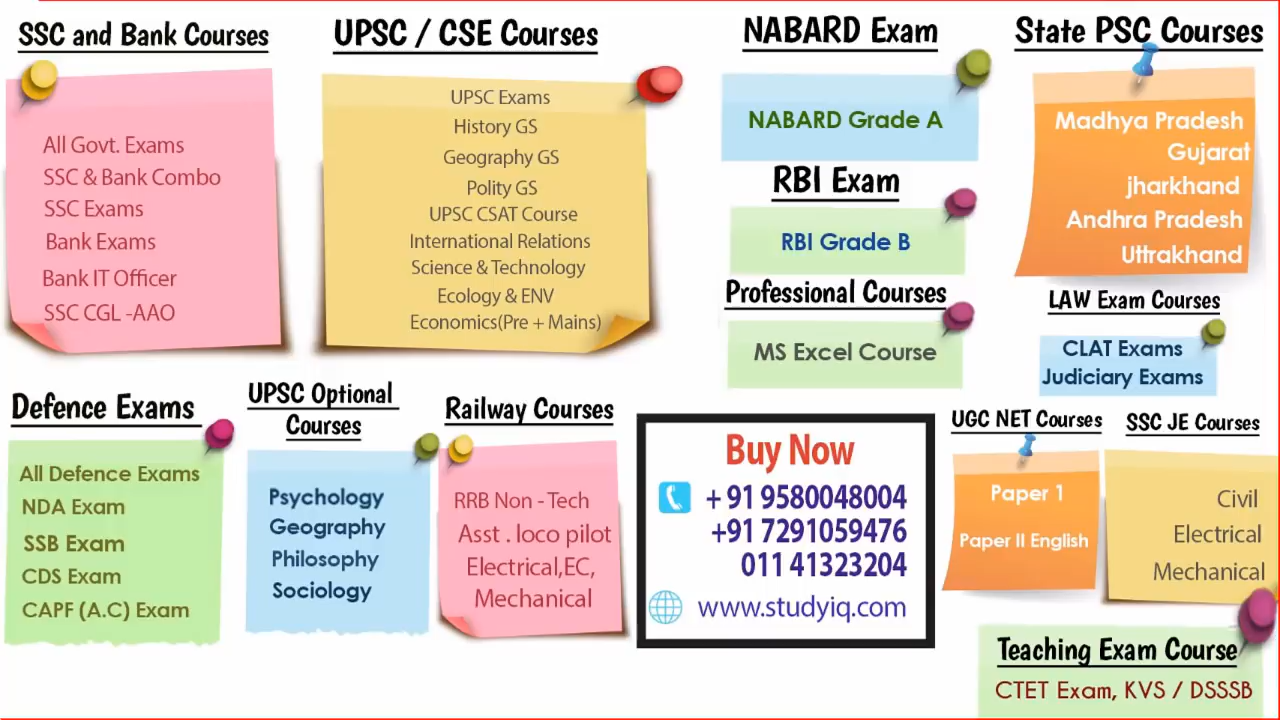 SSC and Bank Courses
All Govt. Exams
SSC & Bank Combo
SSC Exams
Bank Exams
Bank IT Officer
SSC CGL -AAO
UPSC / CSE Courses
UPSC Exams
History GS
Geography GS
Polity GS
UPSC CSAT Course
International Relations
Science & Technology
Ecology & ENV
Economics(Pre + Mains)
NABARD Exam
NABARD Grade A
RBI Exam
RBI Grade B
Professional Courses
MS Excel Course
State PSC Courses
Madhya Pradesh
Gujarat
jharkhand
Andhra Pradesh
Uttrakhand
LAW Exam Courses
CLAT Exams
Judiciary Exams
Defence Exams
All Defence Exams
NDA Exam
SSB Exam
CDS Exam
CAPF (A.C) Exam
UPSC Optional
Courses
Psychology
Geography
Philosophy
Sociology
Railway Courses
RRB Non - Tech
Asst . loco pilot
Electrical,EC,
Mechanical
Buy Now
+ 91 9580048004
+91 7291059476
011 41323204
www.studyiq.com
UGC NET Courses
Paper 1
Paper II English
SSC JE Courses
Civil
Electrical
Mechanical
Teaching Exam Course
CTET Exam, KVS / DSSSB